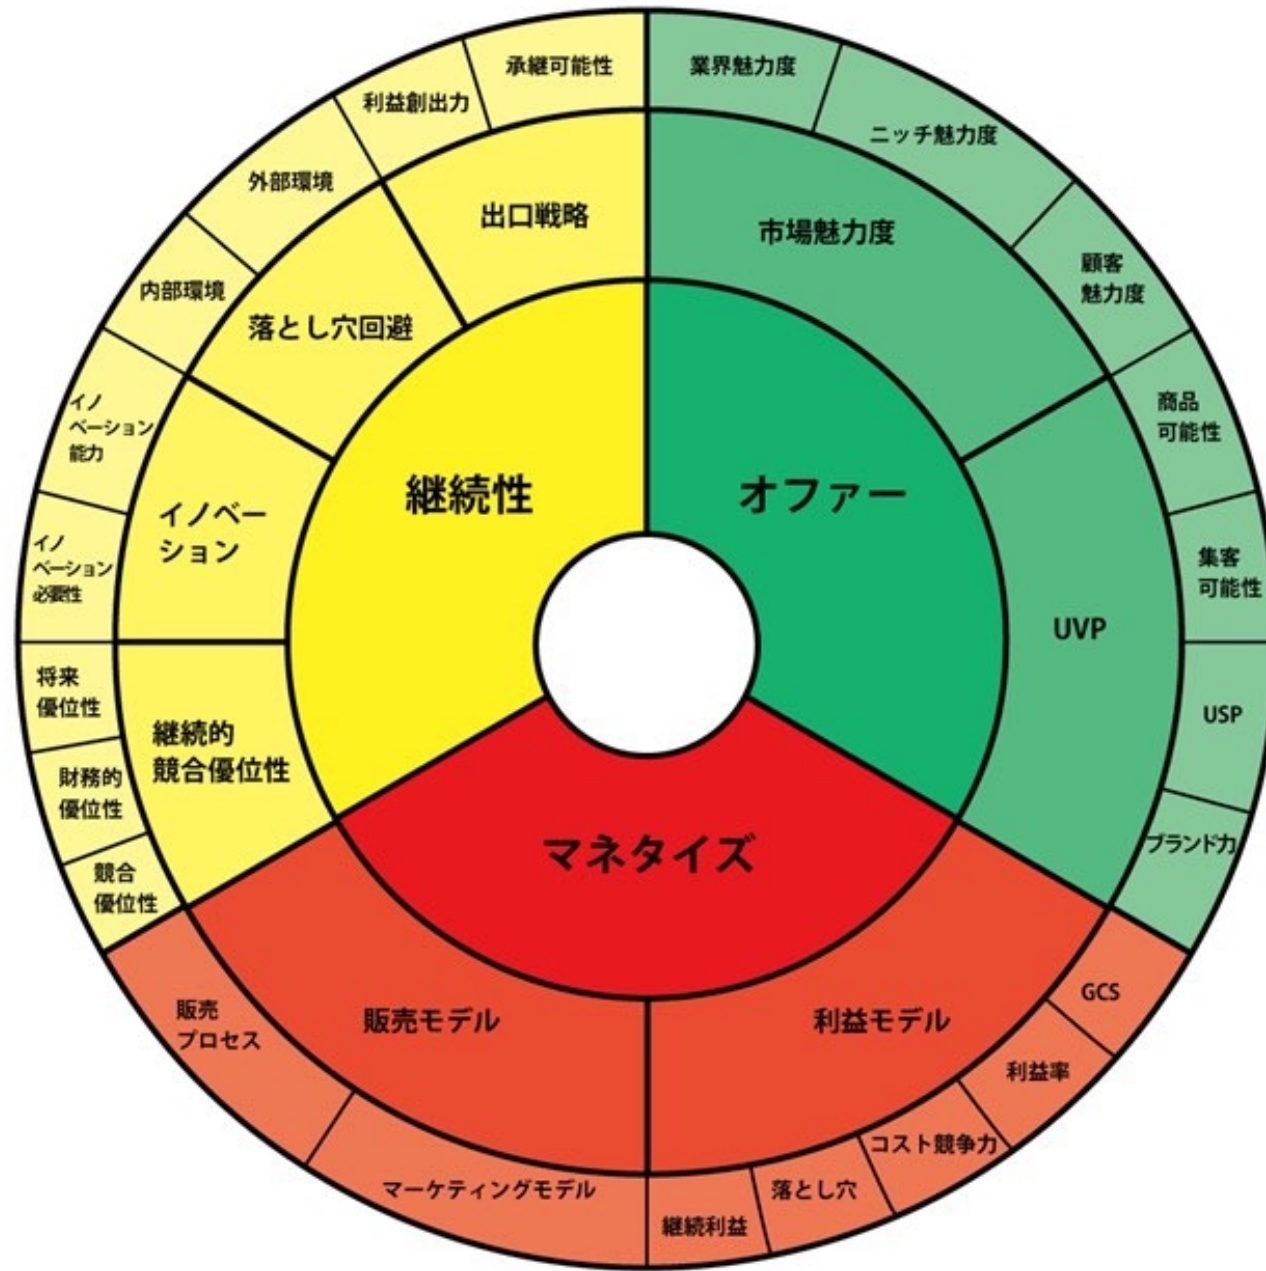 承継可能性
業界魅力度
利益創出力
ニッチ魅力度
外部環境
出口戦略
市場魅力度
顧客
魅力度
内部環境
落とし穴回避
イノ
ベーション
能力
商品
可能性
継続性
オファー
イノベー
ション
イノ
ベーション
必要性
集客
可能性
UVP
将来
優位性
USP
継続的
競合優位性
財務的
優位性
マネタイズ
ブランド力
競合
優位性
GCS
販売
プロセス
販売モデル
利益モデル
利益率
コスト競争力
マーケティングモデル
落とし穴
継続利益